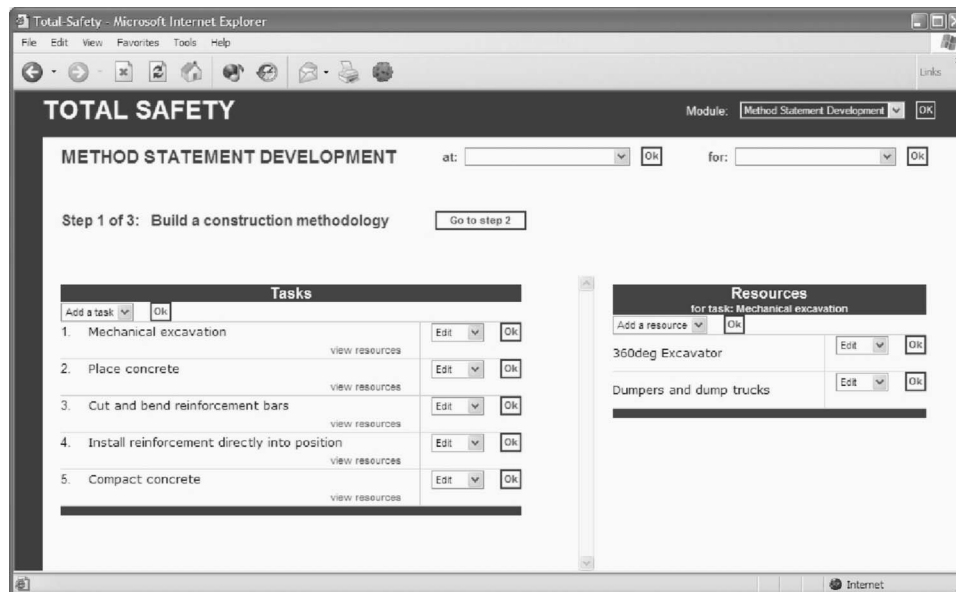 Total-Safety - Microsoft Internet Explorer
File Edit View Favorites Tools Help
Links
TOTAL SAFETY
Module: Method Statement Development OK
METHOD STATEMENT DEVELOPMENT at: Ok for: Ok
Step 1 of 3: Build a construction methodology Go to step 2
Tasks
Add a task Ok
1. Mechanical excavation Edit Ok
view resources
2. Place concrete Edit Ok
view resources
3. Cut and bend reinforcement bars Edit Ok
view resources
4. Install reinforcement directly into position Edit Ok
view resources
5. Compact concrete Edit Ok
view resources
Resources
for task: Mechanical excavation
Add a resource Ok
360deg Excavator Edit Ok
Dumpers and dump trucks Edit Ok
Internet